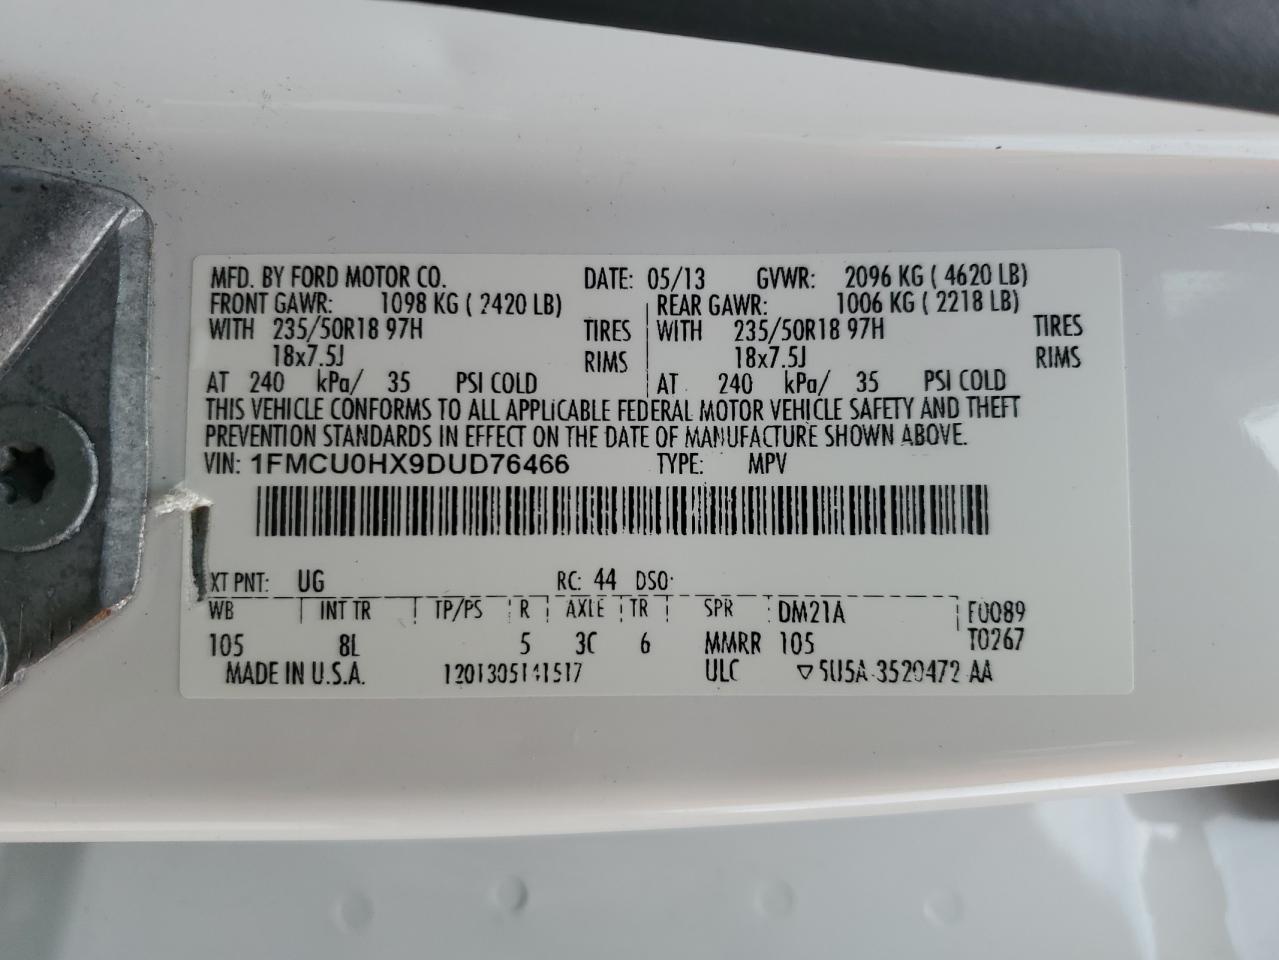 MFD. BY FORD MOTOR CO. DATE: 05/13 GVWR: 2096 KG ( 4620 LB)
FRONT GAWR: 1098 KG ( 2420 LB) REAR GAWR: 1006 KG ( 2218 LB)
WITH 235/50R18 97H TIRES WITH 235/50R18 97H TIRES
18x7.5J RIMS 18x7.5J RIMS
AT 240 kPa/ 35 PSI COLD AT 240 kPa/ 35 PSI COLD
THIS VEHICLE CONFORMS TO ALL APPLICABLE FEDERAL MOTOR VEHICLE SAFETY AND THEFT
PREVENTION STANDARDS IN EFFECT ON THE DATE OF MANUFACTURE SHOWN ABOVE.
VIN: 1FMCU0HX9DUD76466 TYPE: MPV
XT PNT: UG RC: 44 DSO:
WB INT TR TP/PS R AXLE TR SPR DM21A F0089
105 8L 5 3C 6 MMRR 105 T0267
MADE IN U.S.A. 1201305141517 ULC ▽ 5U5A-3520472-AA